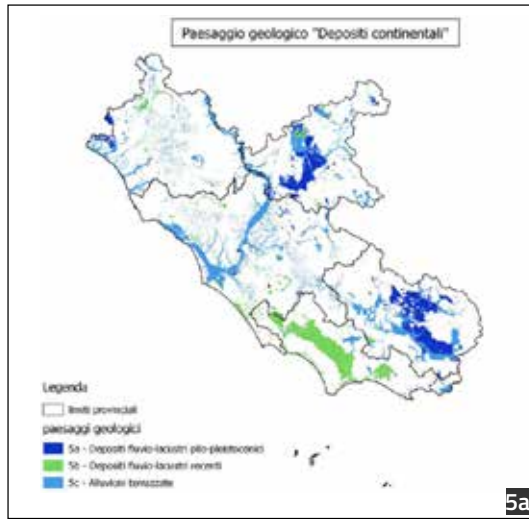 Paesaggio geologico "Depositi continentali"
Legenda
limiti provinciali
paesaggi geologici
5a - Depositi fluvio-lacustri plio-pleistocenici
5b - Depositi fluvio-lacustri recenti
5c - Alluvioni terrazzate
5a